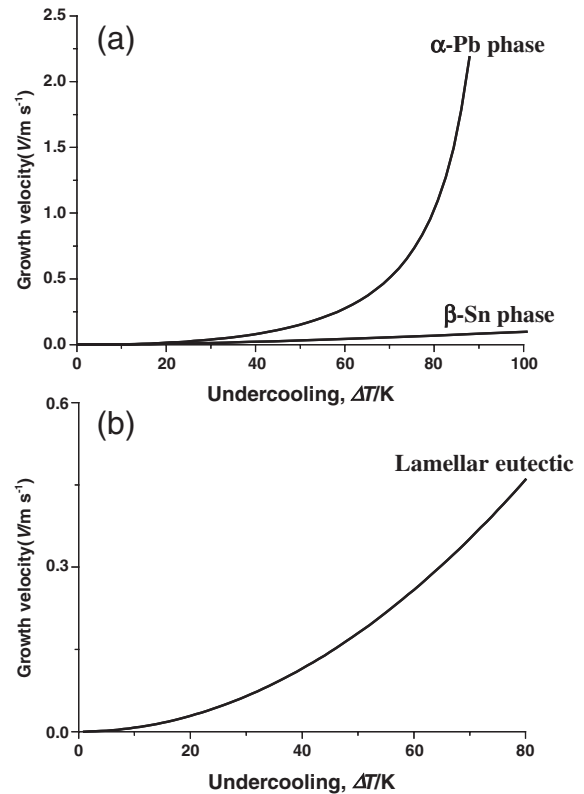 (a)
α-Pb phase
β-Sn phase
Growth velocity(V/m s-1)
2.5
2.0
1.5
1.0
0.5
0.0
0 20 40 60 80 100
Undercooling, ΔT/K
(b)
Lamellar eutectic
Growth velocity(V/m s-1)
0.6
0.3
0.0
0 20 40 60 80
Undercooling, ΔT/K